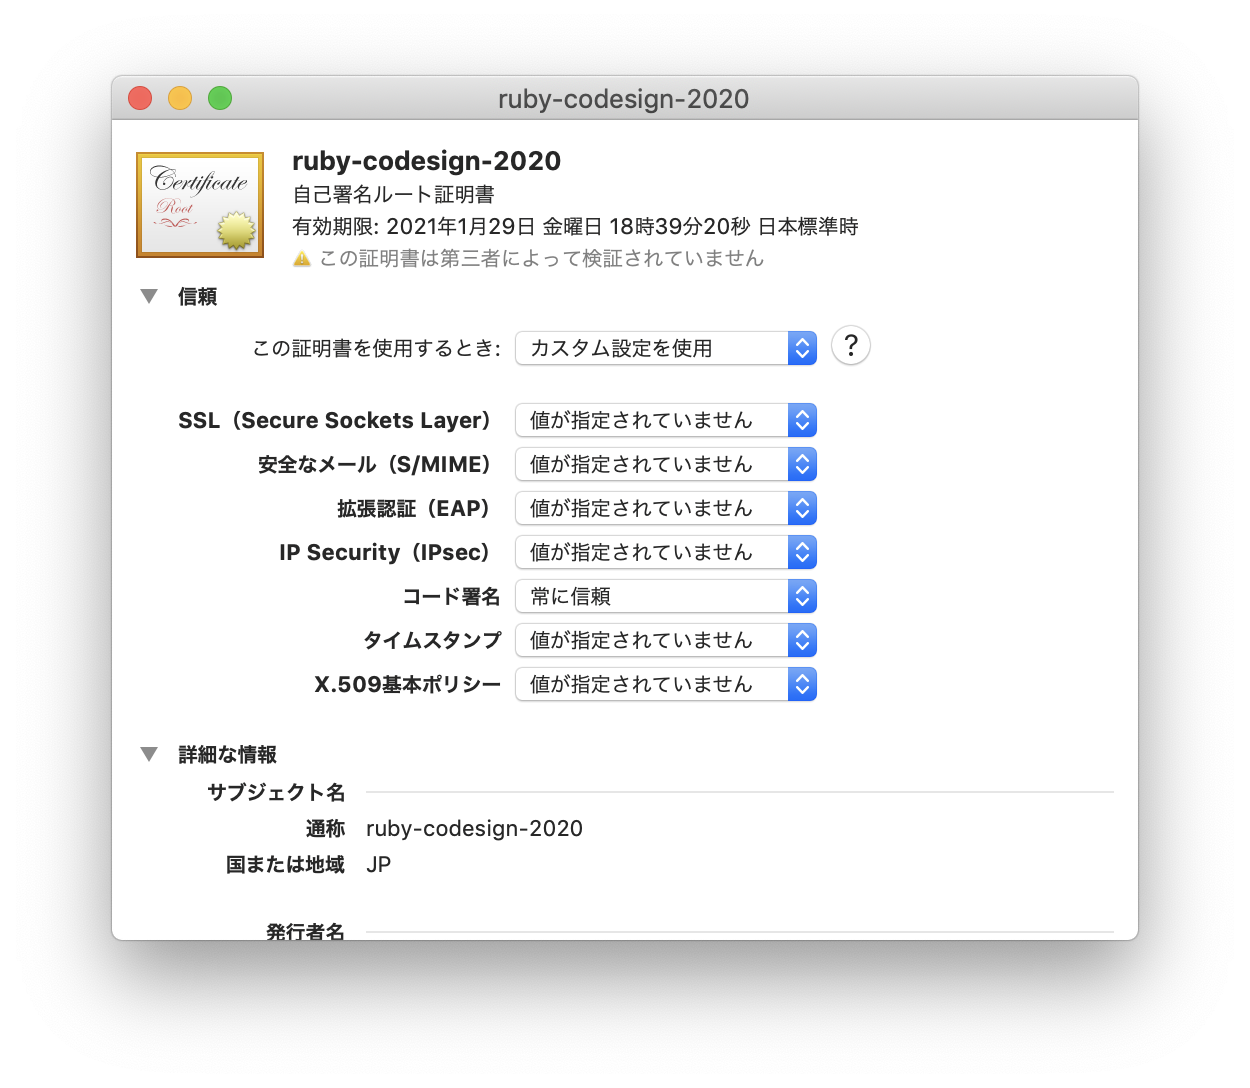 ruby-codesign-2020
Certificate
Root
ruby-codesign-2020
自己署名ルート証明書
有効期限: 2021年1月29日 金曜日 18時39分20秒 日本標準時
この証明書は第三者によって検証されていません
信頼
この証明書を使用するとき: カスタム設定を使用 ?
SSL（Secure Sockets Layer） 値が指定されていません
安全なメール（S/MIME） 値が指定されていません
拡張認証（EAP） 値が指定されていません
IP Security（IPsec） 値が指定されていません
コード署名 常に信頼
タイムスタンプ 値が指定されていません
X.509基本ポリシー 値が指定されていません
詳細な情報
サブジェクト名
通称 ruby-codesign-2020
国または地域 JP
発行者名